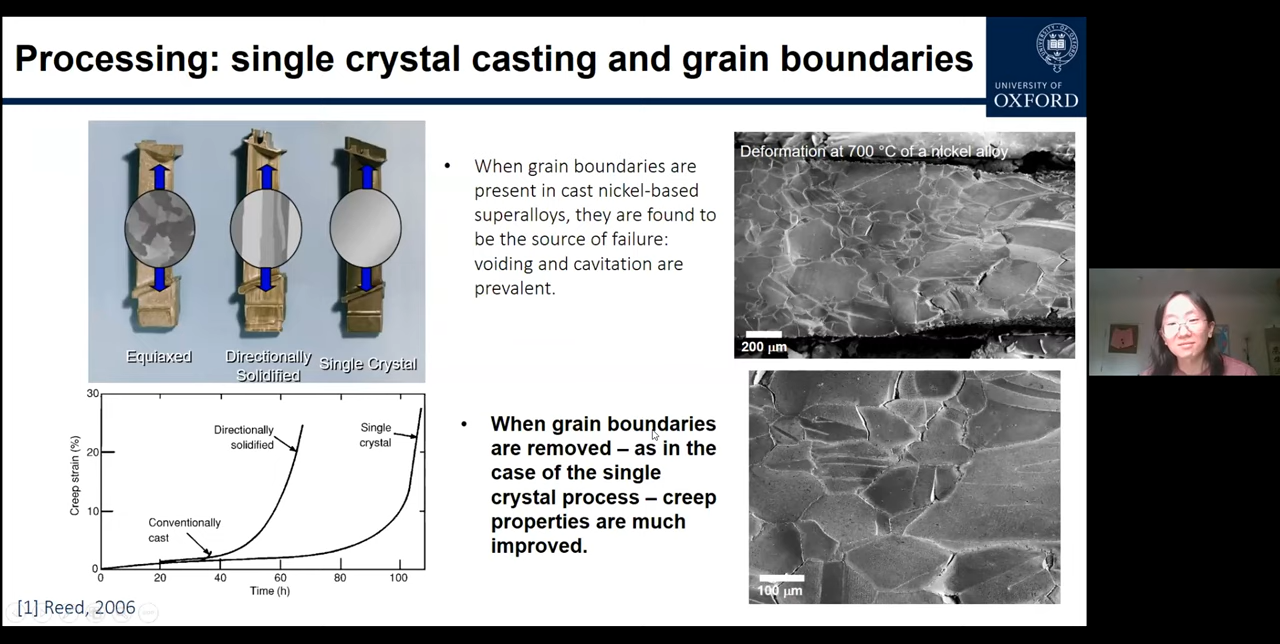 Processing: single crystal casting and grain boundaries
UNIVERSITY OF
OXFORD
Equiaxed
Directionally
Solidified
Single Crystal
• When grain boundaries are
present in cast nickel-based
superalloys, they are found to
be the source of failure:
voiding and cavitation are
prevalent.
Deformation at 700 °C of a nickel alloy
200 μm
30
20
10
0
Creep strain (%)
Directionally
solidified
Single
crystal
Conventionally
cast
0 20 40 60 80 100
Time (h)
• When grain boundaries
are removed – as in the
case of the single
crystal process – creep
properties are much
improved.
100 μm
[1] Reed, 2006